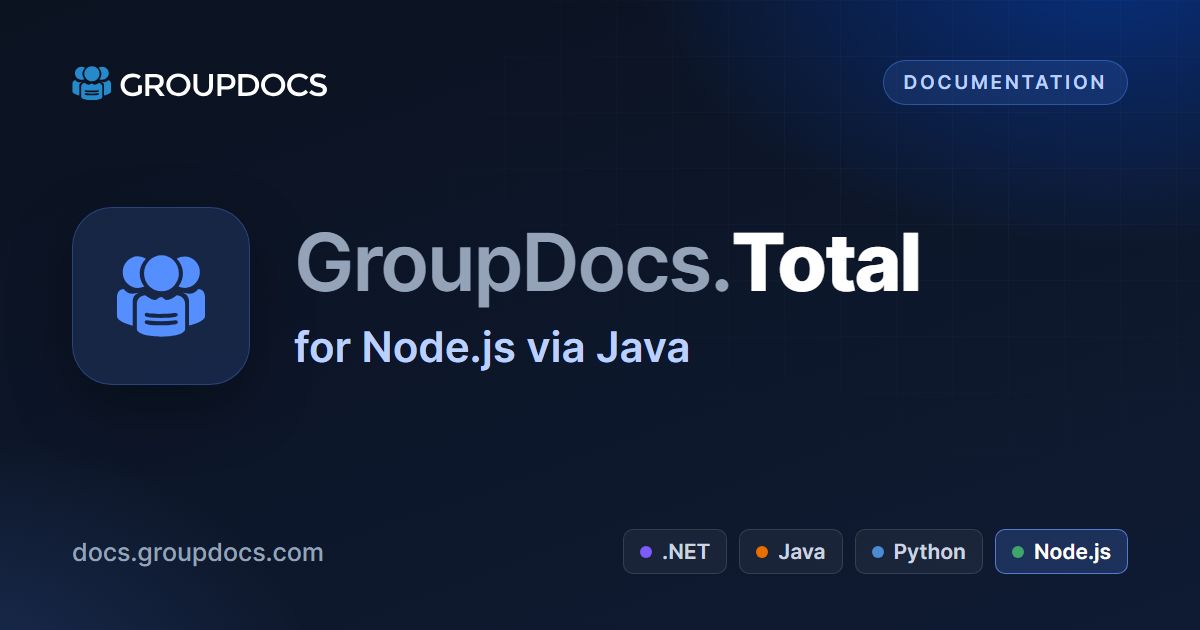 GROUPDOCS
DOCUMENTATION
GroupDocs.Total
for Node.js via Java
docs.groupdocs.com
.NET
Java
Python
Node.js